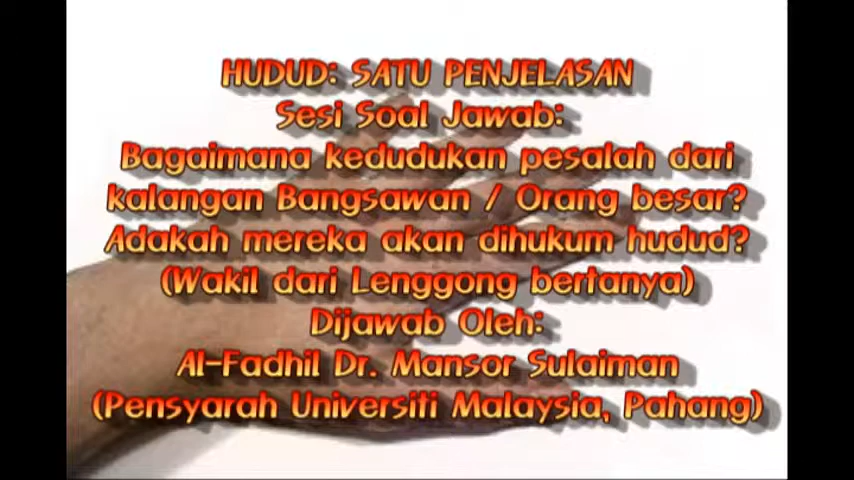 HUDUD: SATU PENJELASAN
Sesi Soal Jawab:
Bagaimana kedudukan pesalah dari
kalangan Bangsawan / Orang besar?
Adakah mereka akan dihukum hudud?
(Wakil dari Lenggong bertanya)
Dijawab Oleh:
Al-Fadhil Dr. Mansor Sulaiman
(Pensyarah Universiti Malaysia, Pahang)